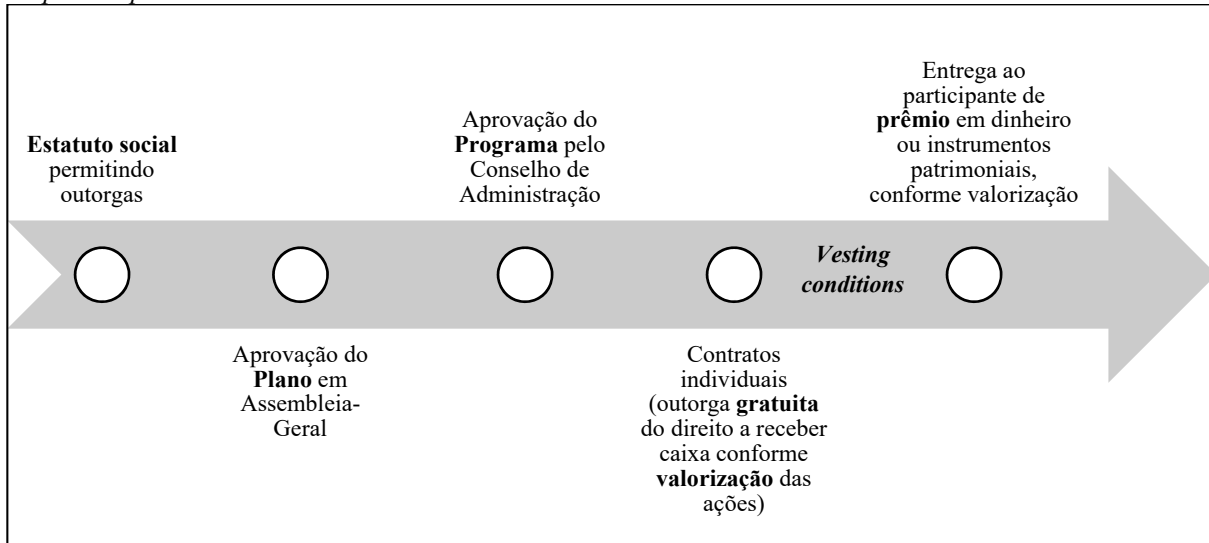 Estatuto social
permitindo
outorgas
Aprovação do
Plano em
Assembleia-
Geral
Aprovação do
Programa pelo
Conselho de
Administração
Contratos
individuais
(outorga gratuita
do direito a receber
caixa conforme
valorização das
ações)
Vesting
conditions
Entrega ao
participante de
prêmio em dinheiro
ou instrumentos
patrimoniais,
conforme valorização